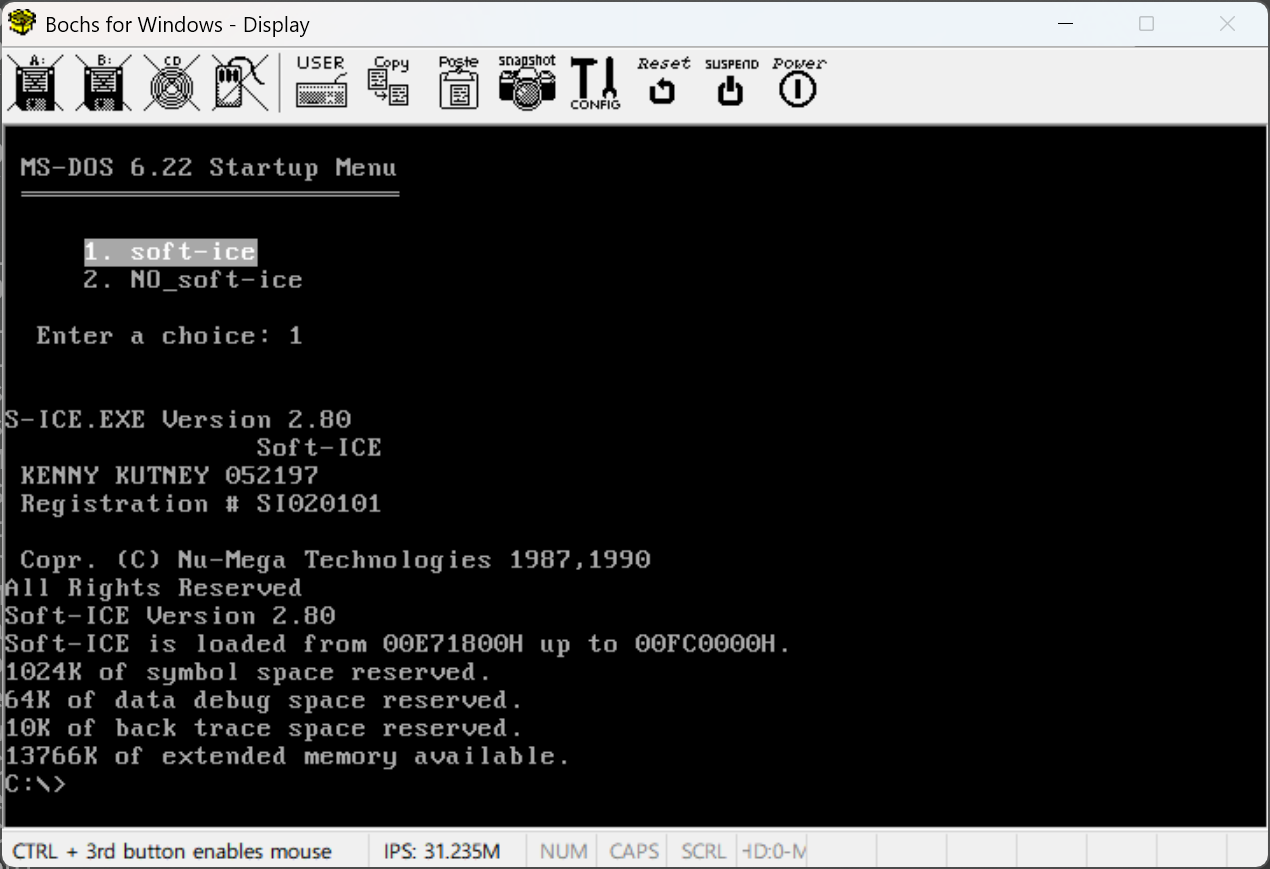 Bochs for Windows - Display
A: B: CD USER Copy Paste snapshot CONFIG Reset SUSPEND Power
MS-DOS 6.22 Startup Menu
1. soft-ice
2. NO_soft-ice
Enter a choice: 1
S-ICE.EXE Version 2.80
Soft-ICE
KENNY KUTNEY 052197
Registration # SI020101
Copr. (C) Nu-Mega Technologies 1987,1990
All Rights Reserved
Soft-ICE Version 2.80
Soft-ICE is loaded from 00E71800H up to 00FC0000H.
1024K of symbol space reserved.
64K of data debug space reserved.
10K of back trace space reserved.
13766K of extended memory available.
C:\>
CTRL + 3rd button enables mouse IPS: 31.235M NUM CAPS SCRL HD:0-M